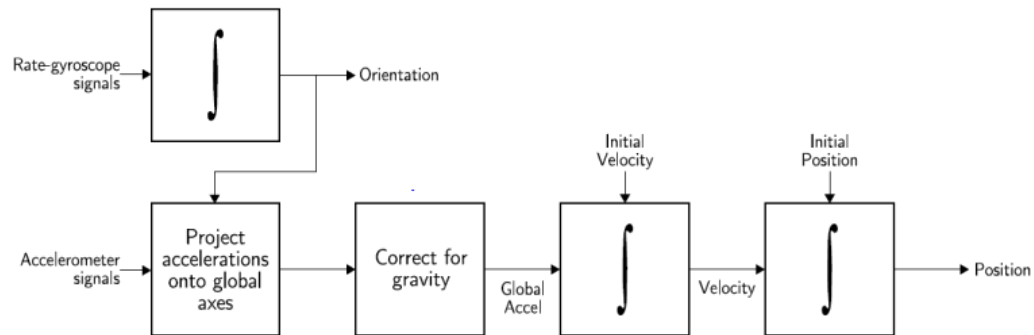 Rate-gyroscope
signals
Orientation
Initial
Velocity
Initial
Position
Accelerometer
signals
Project
accelerations
onto global
axes
Correct for
gravity
Global
Accel
Velocity
Position